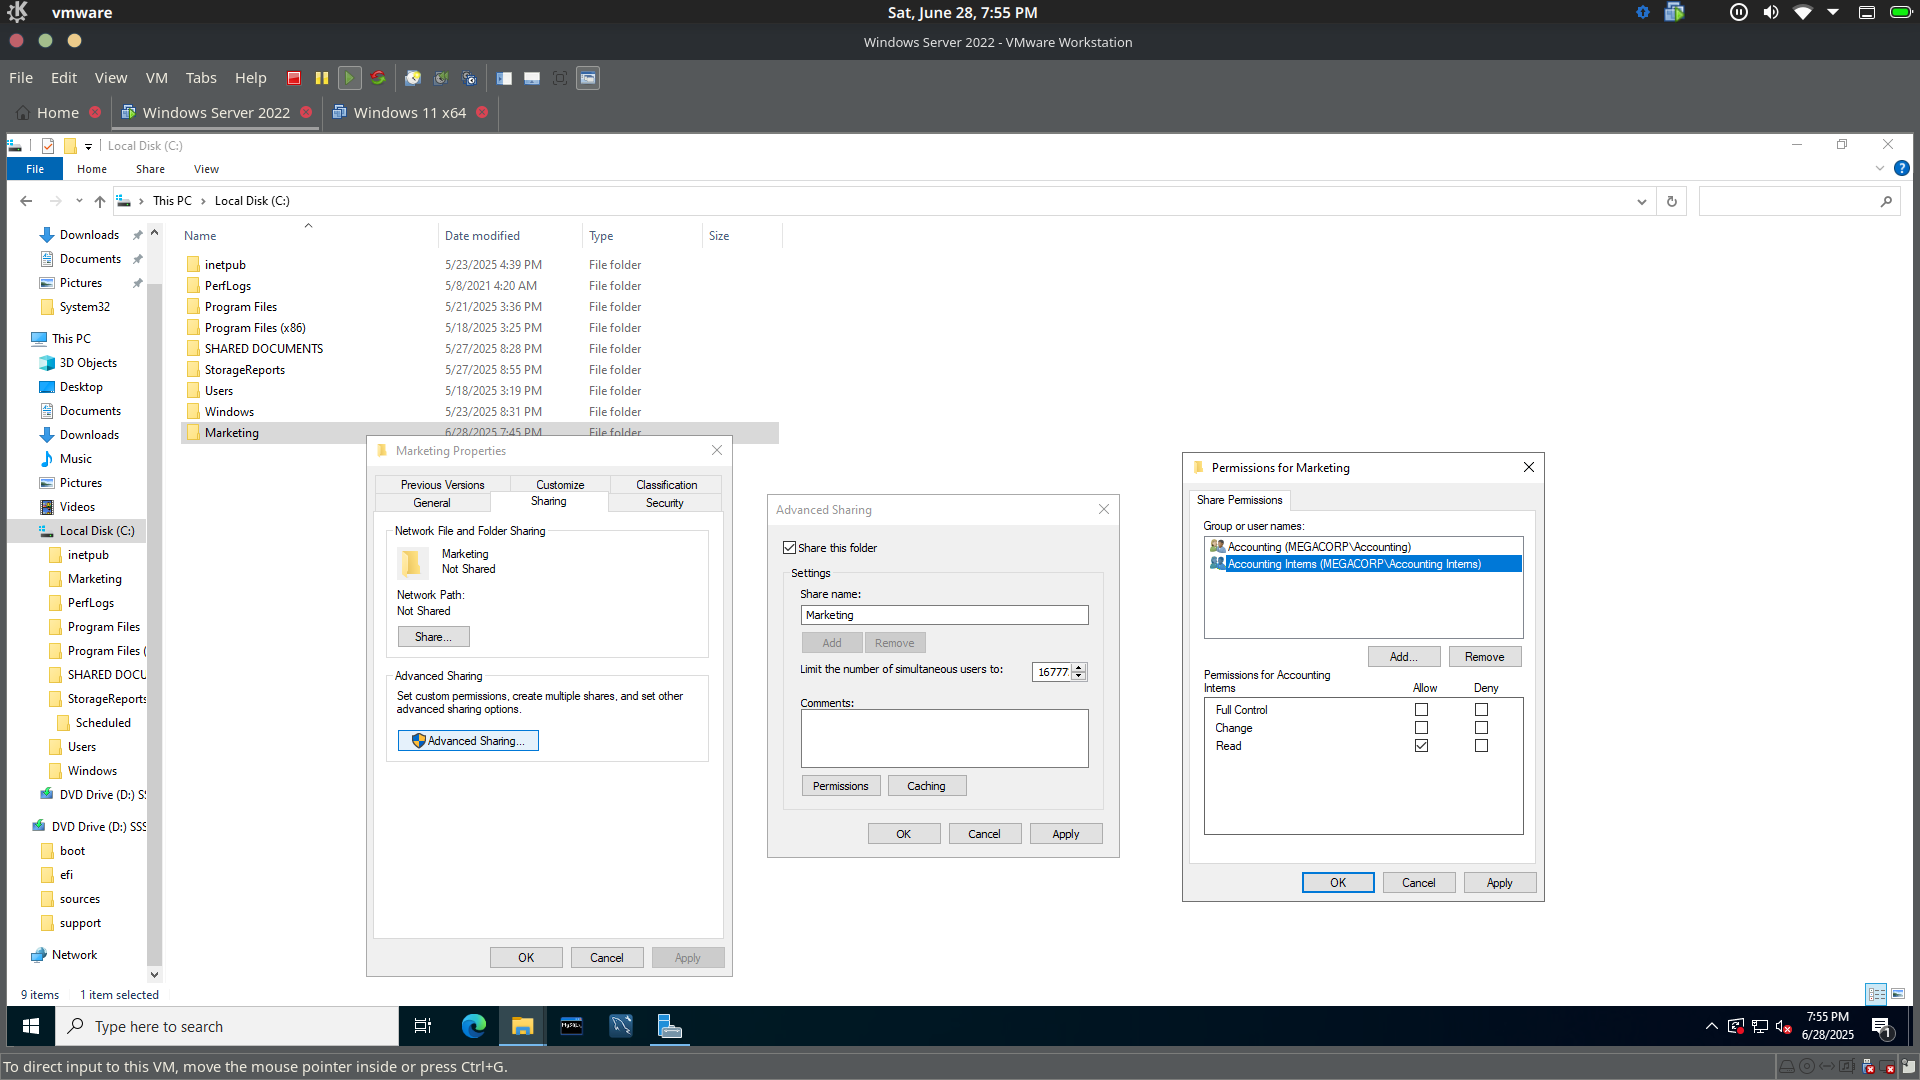 vmware
Sat, June 28, 7:55 PM
Windows Server 2022 - VMware Workstation
File Edit View VM Tabs Help
Home Windows Server 2022 Windows 11 x64
Local Disk (C:)
File Home Share View
This PC Local Disk (C:)
Downloads
Documents
Pictures
System32
This PC
3D Objects
Desktop
Documents
Downloads
Music
Pictures
Videos
Local Disk (C:)
inetpub
Marketing
PerfLogs
Program Files
Program Files (
SHARED DOCU
StorageReports
Scheduled
Users
Windows
DVD Drive (D:) SS
DVD Drive (D:) SSS
boot
efi
sources
support
Network
Name Date modified Type Size
inetpub 5/23/2025 4:39 PM File folder
PerfLogs 5/8/2021 4:20 AM File folder
Program Files 5/21/2025 3:36 PM File folder
Program Files (x86) 5/18/2025 3:25 PM File folder
SHARED DOCUMENTS 5/27/2025 8:28 PM File folder
StorageReports 5/27/2025 8:55 PM File folder
Users 5/18/2025 3:19 PM File folder
Windows 5/23/2025 8:31 PM File folder
Marketing 6/28/2025 7:45 PM File folder
Marketing Properties
Previous Versions Customize Classification
General Sharing Security
Network File and Folder Sharing
Marketing
Not Shared
Network Path:
Not Shared
Share...
Advanced Sharing
Set custom permissions, create multiple shares, and set other
advanced sharing options.
Advanced Sharing...
OK Cancel Apply
Advanced Sharing
Share this folder
Settings
Share name:
Marketing
Add Remove
Limit the number of simultaneous users to: 16777
Comments:
Permissions Caching
OK Cancel Apply
Permissions for Marketing
Share Permissions
Group or user names:
Accounting (MEGACORP\Accounting)
Accounting Interns (MEGACORP\Accounting Interns)
Add... Remove
Permissions for Accounting
Interns Allow Deny
Full Control
Change
Read
OK Cancel Apply
9 items 1 item selected
Type here to search
MySQL
7:55 PM
6/28/2025
1
To direct input to this VM, move the mouse pointer inside or press Ctrl+G.